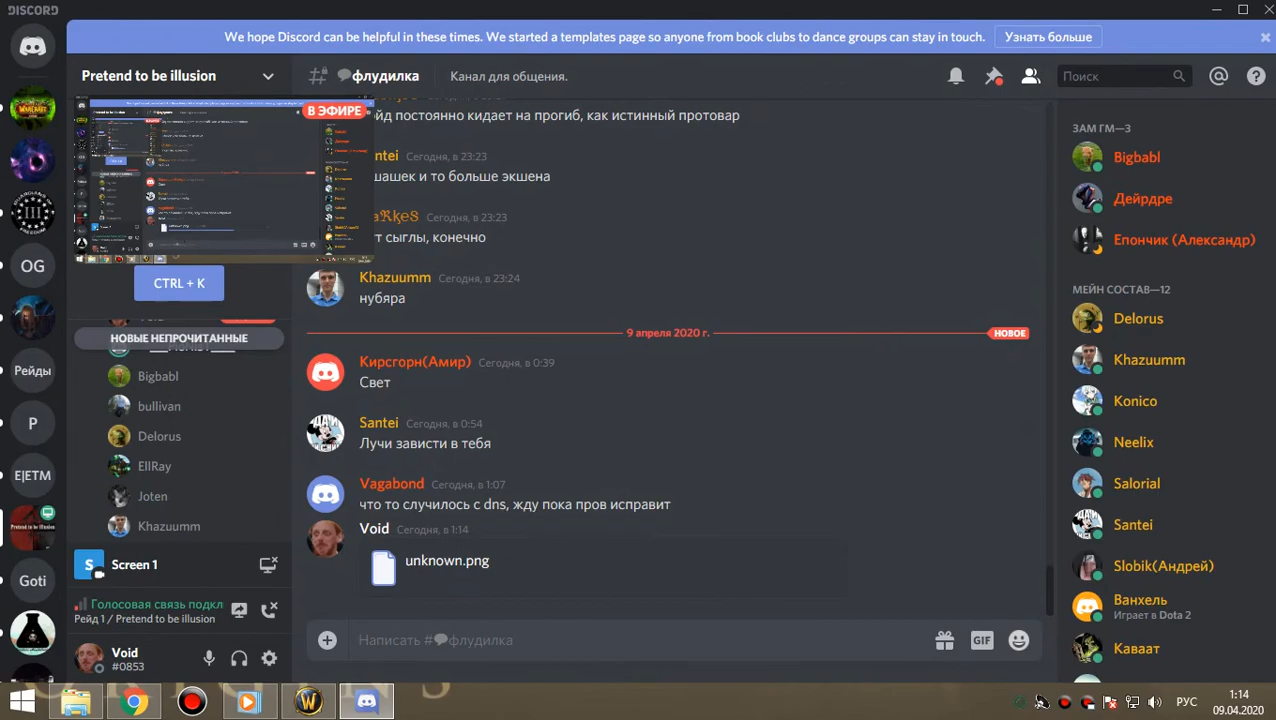 DISCORD
We hope Discord can be helpful in these times. We started a templates page so anyone from book clubs to dance groups can stay in touch.
Узнать больше
Pretend to be illusion
флудилка
Канал для общения.
Поиск
В ЭФИРЕ
CTRL + K
НОВЫЕ НЕПРОЧИТАННЫЕ
Bigbabl
bullivan
Delorus
EllRay
Joten
Khazuumm
S
Screen 1
Голосовая связь подкл
Рейд 1 / Pretend to be illusion
Void
#0853
OG
Рейды
P
E|ETM
Pretend to be illusion
Goti
йд постоянно кидает на прогиб, как истинный протовар
ntei Сегодня, в 23:23
шашек и то больше экшена
Сегодня, в 23:23
т сыглы, конечно
Khazuumm Сегодня, в 23:24
нубяра
9 апреля 2020 г.
НОВОЕ
Кирсгорн(Амир) Сегодня, в 0:39
Свет
Santei Сегодня, в 0:54
Лучи зависти в тебя
Vagabond Сегодня, в 1:07
что то случилось с dns, жду пока пров исправит
Void Сегодня, в 1:14
unknown.png
Написать #флудилка
GIF
ЗАМ ГМ—3
Bigbabl
Дейрдре
Епончик (Александр)
МЕЙН СОСТАВ—12
Delorus
Khazuumm
Konico
Neelix
Salorial
Santei
Slobik(Андрей)
Ванхель
Играет в Dota 2
Каваат
РУС
1:14
09.04.2020